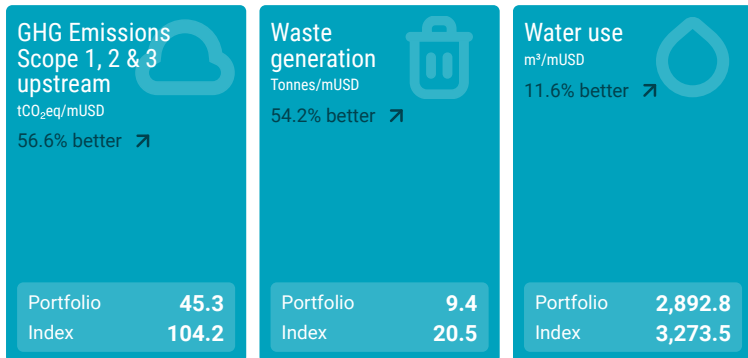 GHG Emissions
Scope 1, 2 & 3
upstream
tCO₂eq/mUSD
56.6% better
Portfolio 45.3
Index 104.2
Waste
generation
Tonnes/mUSD
54.2% better
Portfolio 9.4
Index 20.5
Water use
m³/mUSD
11.6% better
Portfolio 2,892.8
Index 3,273.5